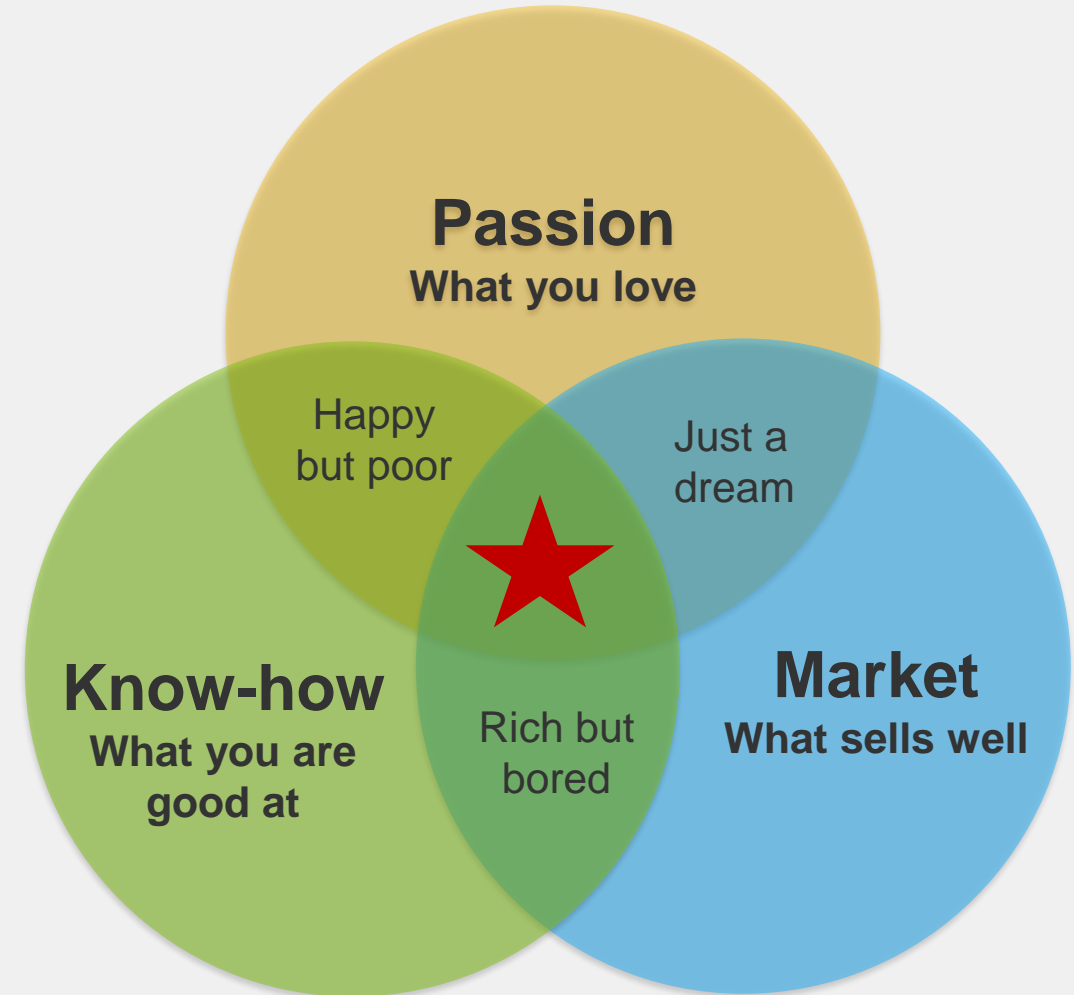 Passion
What you love
Happy
but poor
Just a
dream
Know-how
What you are
good at
Rich but
bored
Market
What sells well